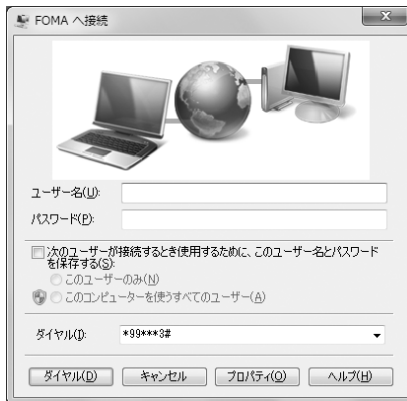 FOMA へ接続
ユーザー名(U):
パスワード(P):
次のユーザーが接続するとき使用するために、このユーザー名とパスワード
を保存する(S):
このユーザーのみ(N)
このコンピューターを使うすべてのユーザー(A)
ダイヤル(I): *99***3#
ダイヤル(D) キャンセル プロパティ(O) ヘルプ(H)